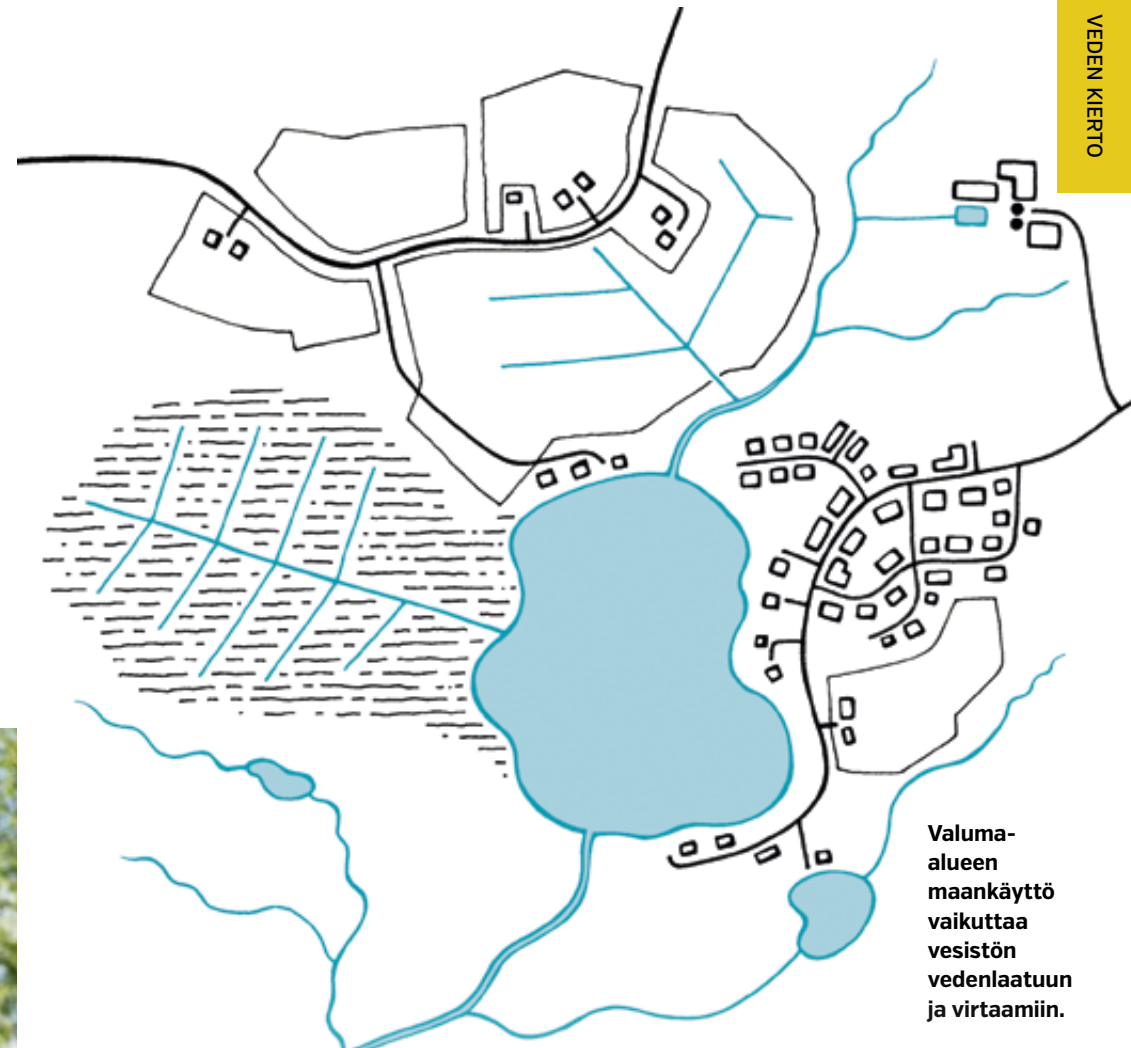 VEDEN KIERTO
Valuma-
alueen
maankäyttö
vaikuttaa
vesistön
vedenlaatuun
ja virtaamiin.